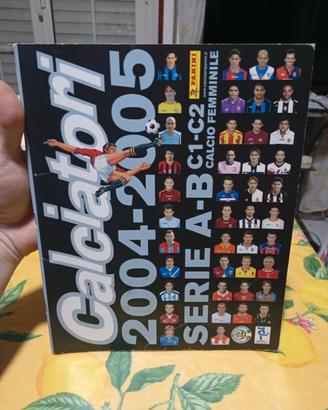 Calciatori
2004-2005
SERIE A-B C1-C2
CALCIO FEMMINILE
PANINI